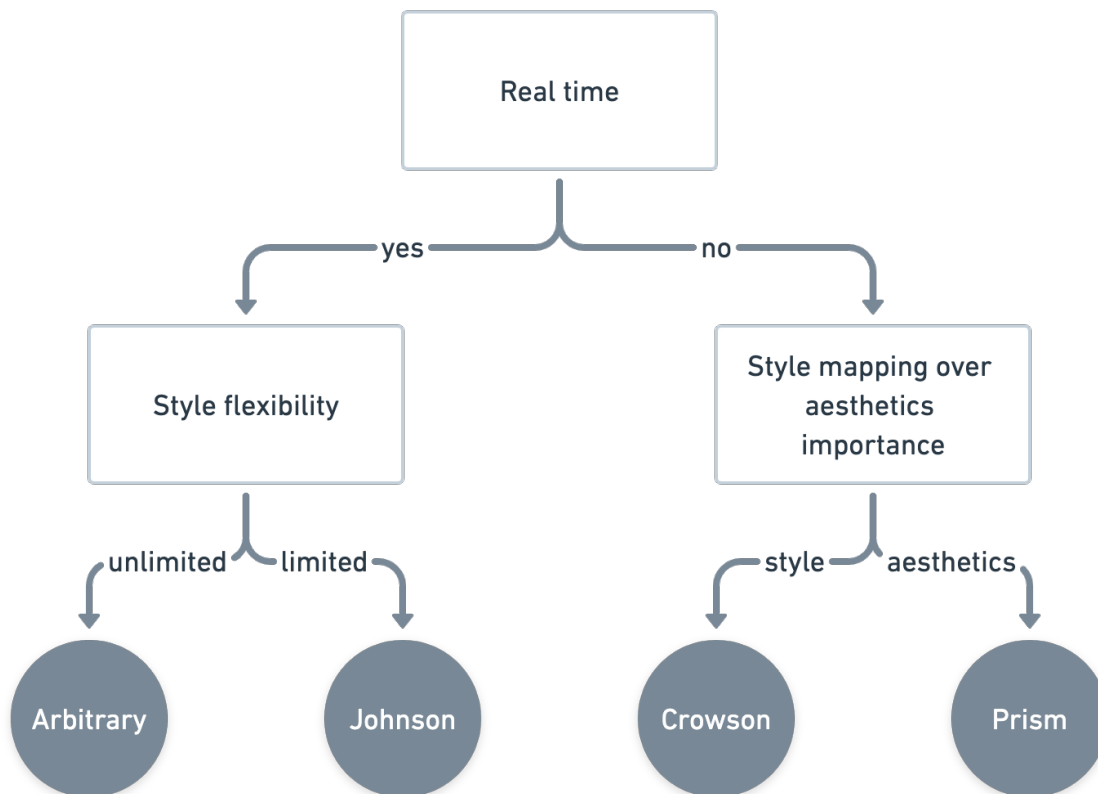 Real time
yes
no
Style flexibility
Style mapping over
aesthetics
importance
unlimited
limited
style
aesthetics
Arbitrary
Johnson
Crowson
Prism